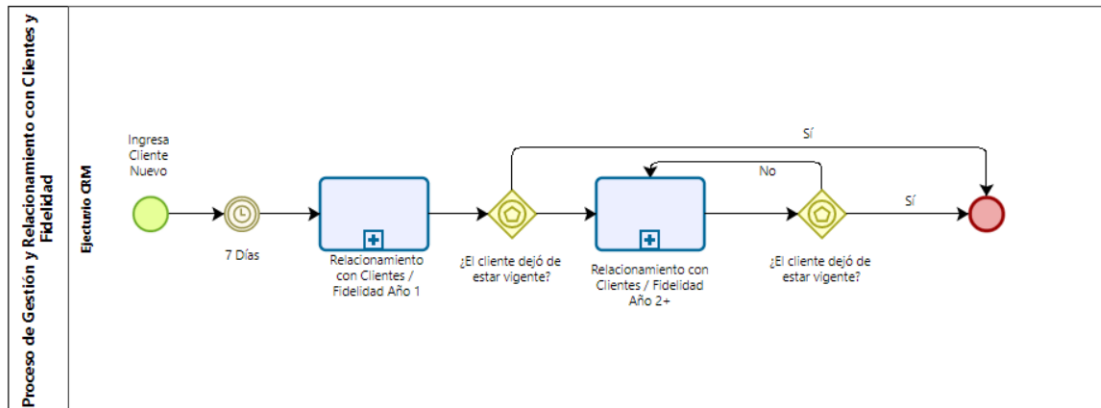 Proceso de Gestión y Relacionamiento con Clientes y
Fidelidad
Ejecturio CRM
Ingresa
Cliente
Nuevo
7 Días
Relacionamiento
con Clientes /
Fidelidad Año 1
¿El cliente dejó de
estar vigente?
Sí
Relacionamiento con
Clientes / Fidelidad
Año 2+
No
¿El cliente dejó de
estar vigente?
Sí